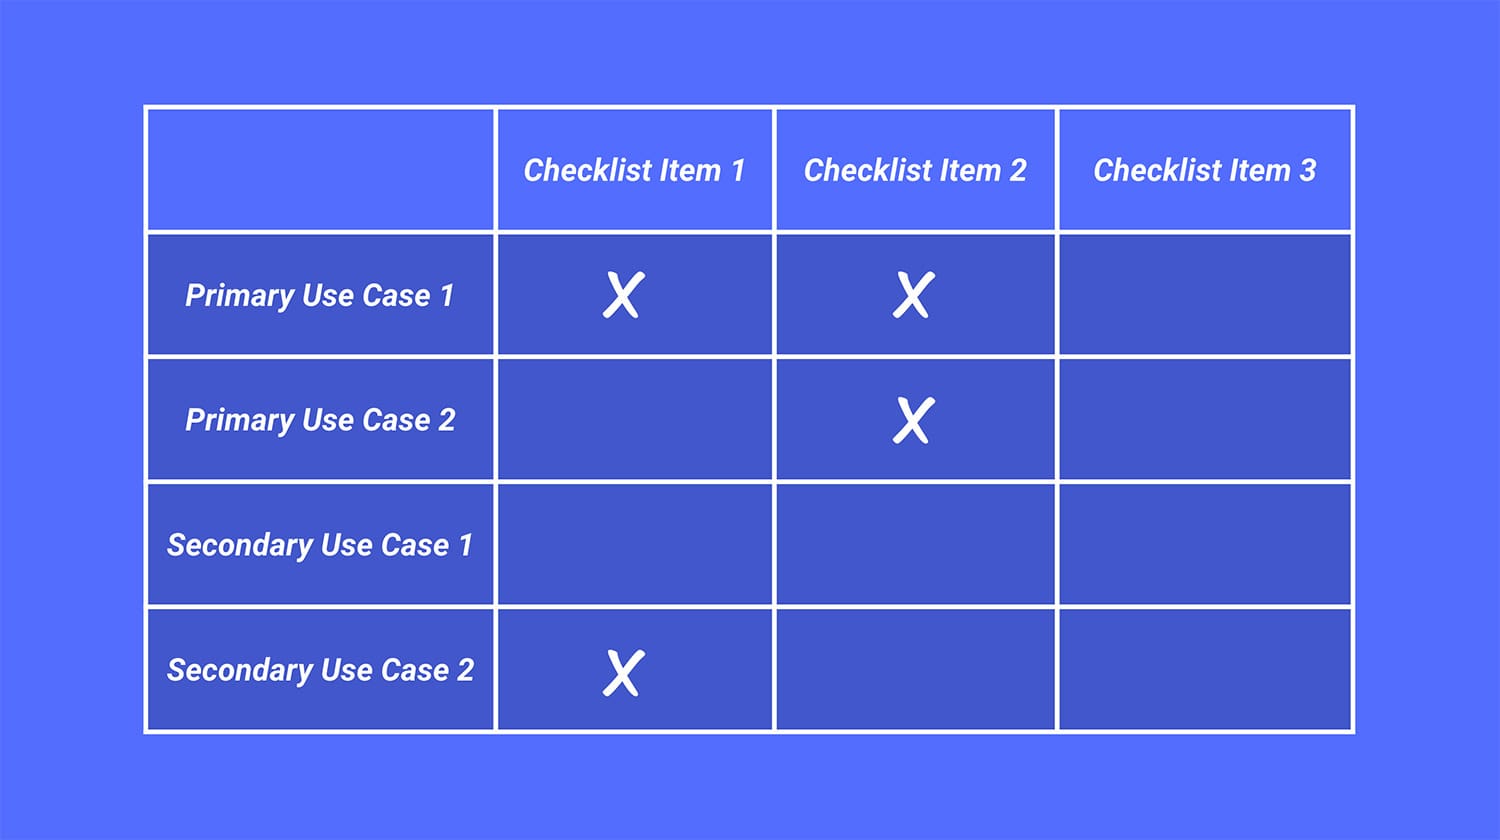 Checklist Item 1 Checklist Item 2 Checklist Item 3
Primary Use Case 1 X X
Primary Use Case 2 X
Secondary Use Case 1
Secondary Use Case 2 X